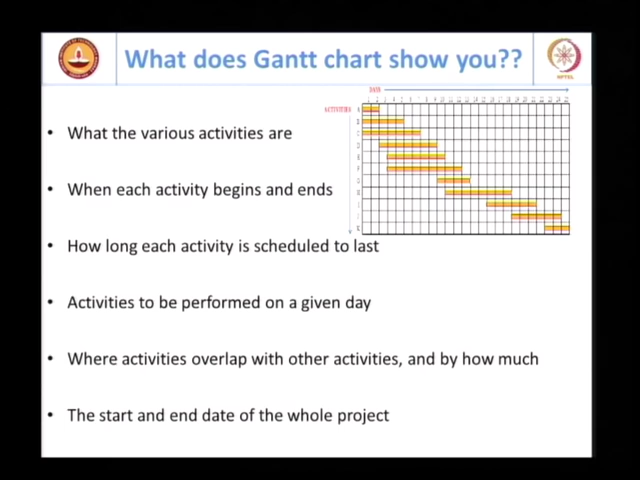 What does Gantt chart show you??
NPTEL
DATE
ACTIVITIES
• What the various activities are
• When each activity begins and ends
• How long each activity is scheduled to last
• Activities to be performed on a given day
• Where activities overlap with other activities, and by how much
• The start and end date of the whole project